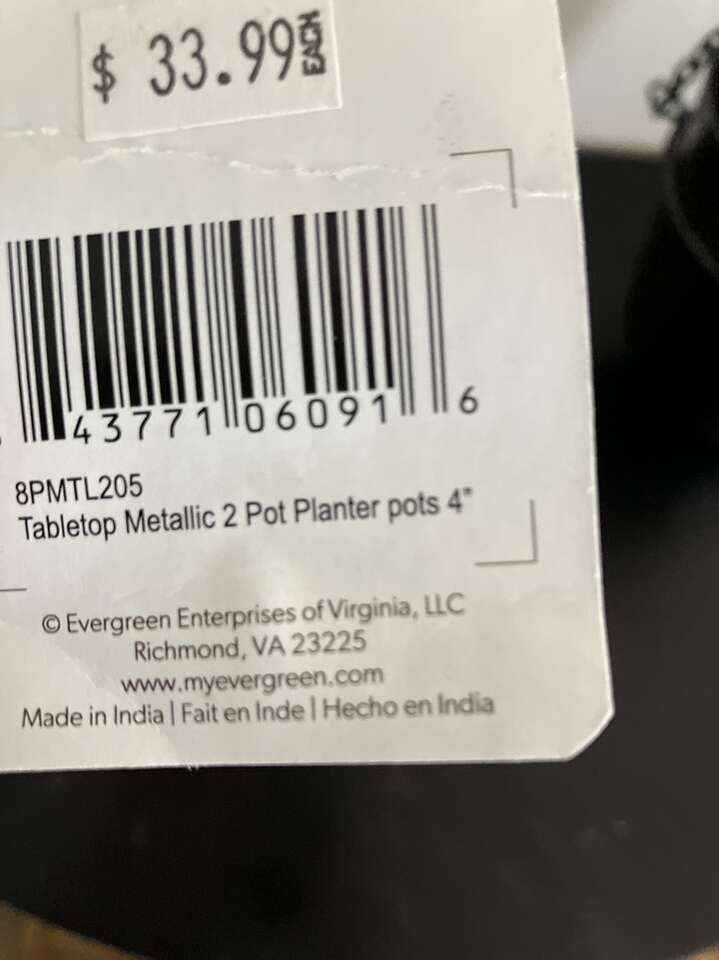 $ 33.99 EACH
43771 06091 6
8PMTL205
Tabletop Metallic 2 Pot Planter pots 4"
© Evergreen Enterprises of Virginia, LLC
Richmond, VA 23225
www.myevergreen.com
Made in India | Fait en Inde | Hecho en India